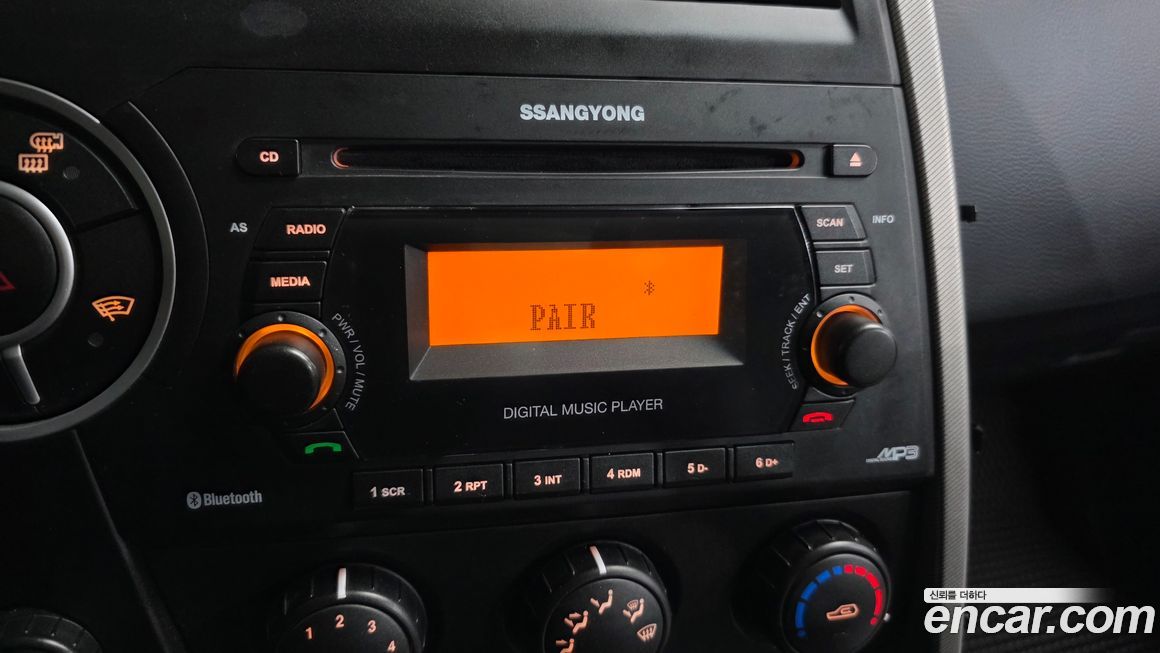 SSANGYONG
CD
AS
RADIO
SCAN
INFO
MEDIA
SET
PAIR
PWR / VOL / MUTE
SEEK / TRACK / ENT
DIGITAL MUSIC PLAYER
MP3
1 SCR
2 RPT
3 INT
4 RDM
5 D-
6 D+
Bluetooth
1
2
3
4
신뢰를 더하다
encar.com